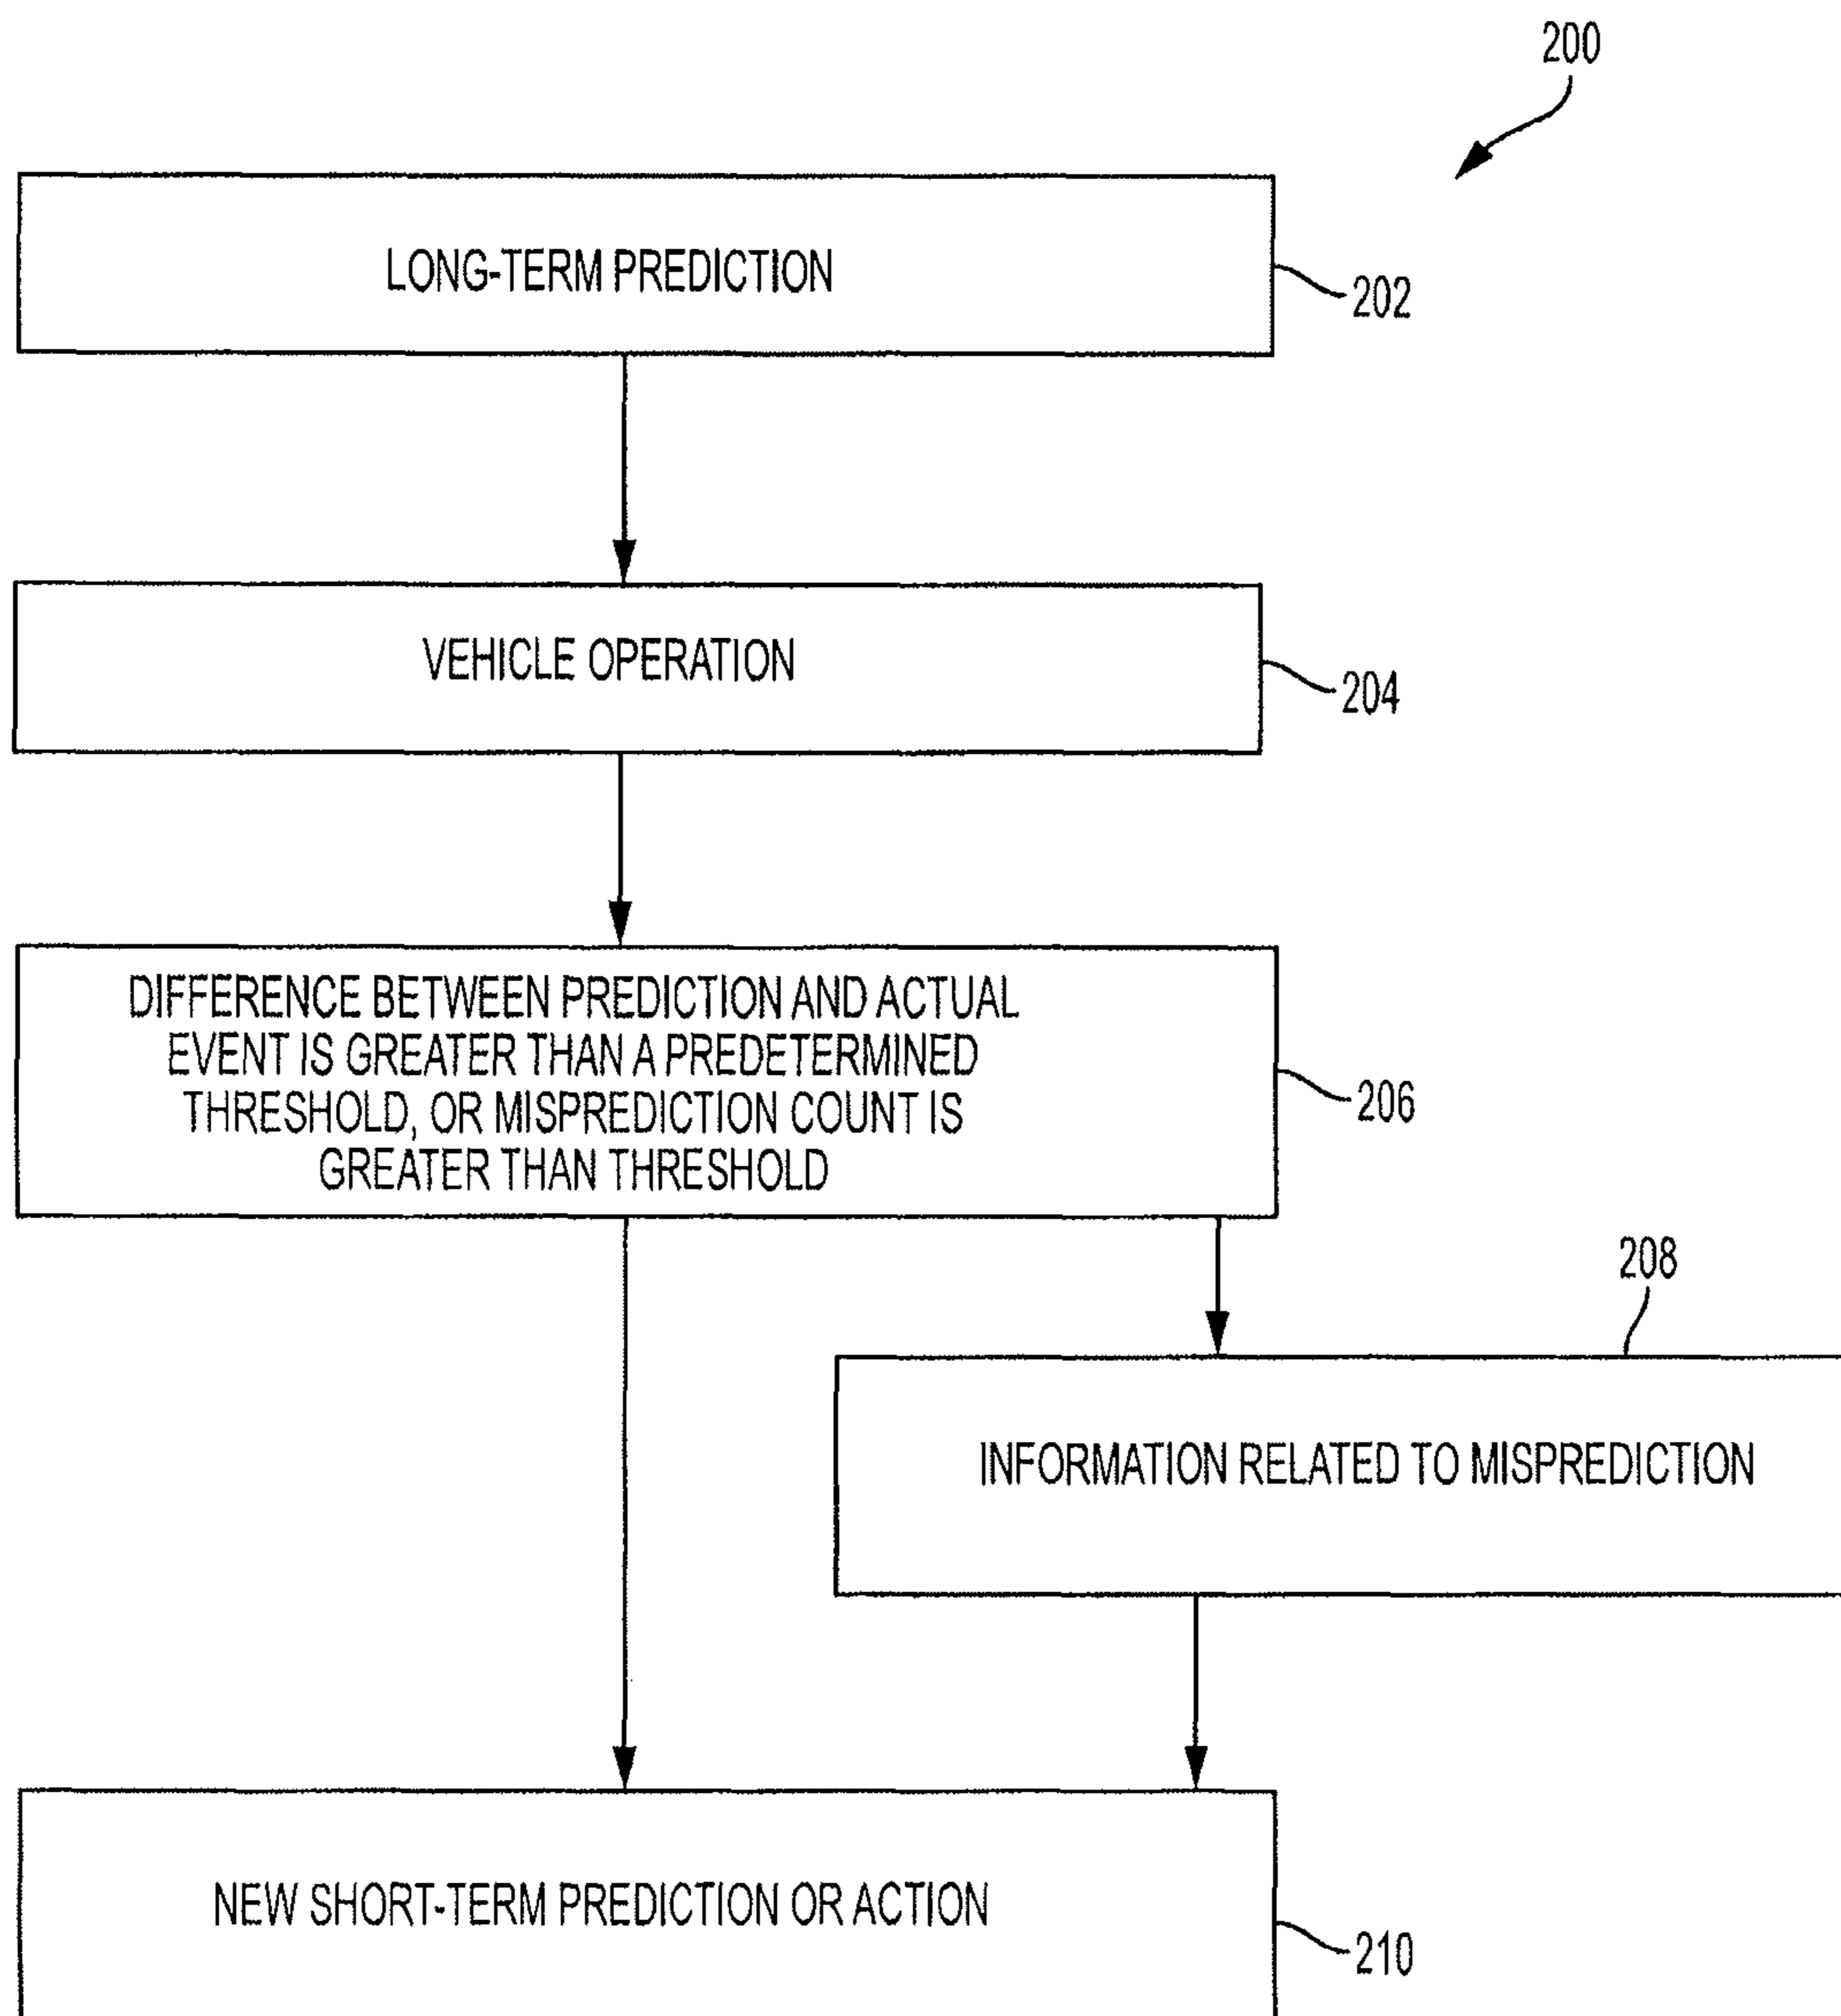 200
LONG-TERM PREDICTION
202
VEHICLE OPERATION
204
DIFFERENCE BETWEEN PREDICTION AND ACTUAL
EVENT IS GREATER THAN A PREDETERMINED
THRESHOLD, OR MISPREDICTION COUNT IS
GREATER THAN THRESHOLD
206
208
INFORMATION RELATED TO MISPREDICTION
NEW SHORT-TERM PREDICTION OR ACTION
210